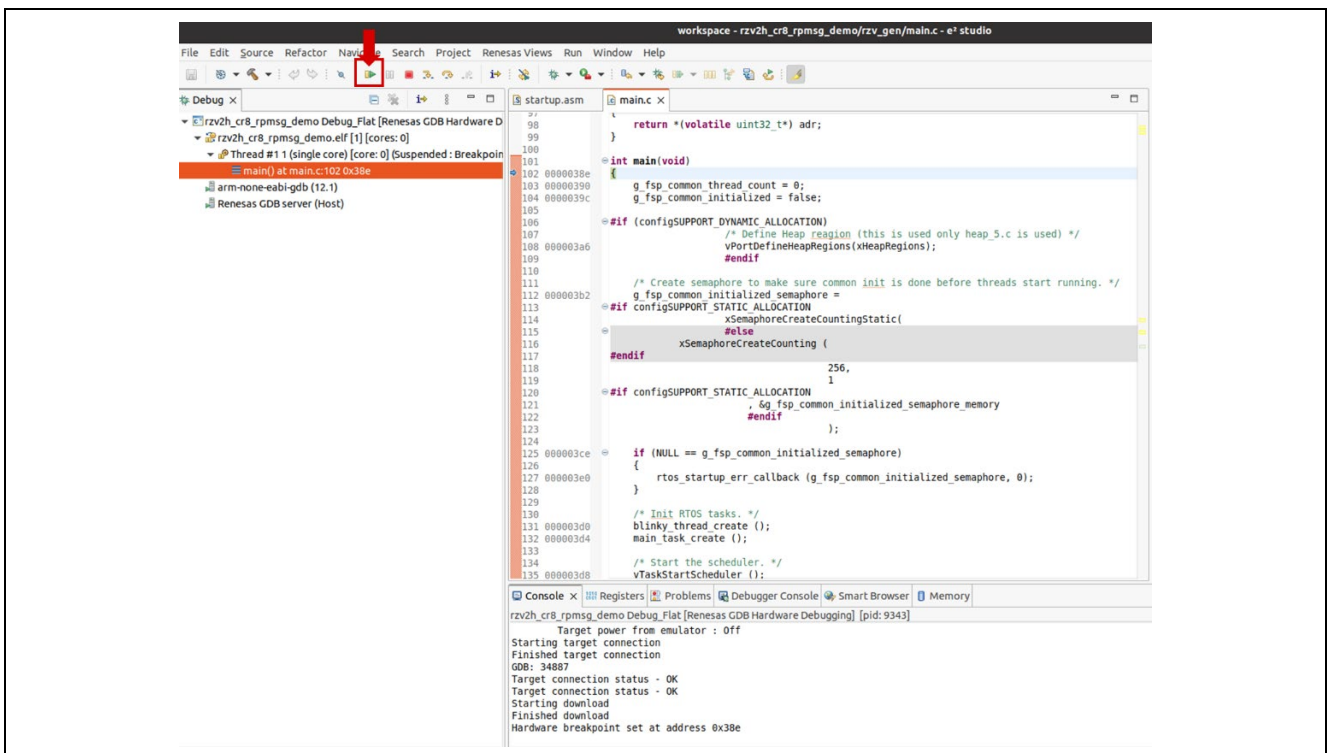 workspace - rzv2h_cr8_rpmsg_demo/rzv_gen/main.c - e² studio
File Edit Source Refactor Search Project Renesas Views Run Window Help
Debug
startup.asm main.c
rzv2h_cr8_rpmsg_demo Debug_Flat [Renesas GDB Hardware D
rzv2h_cr8_rpmsg_demo.elf [1] [cores: 0]
Thread #1 1 (single core) [core: 0] (Suspended : Breakpoin
main() at main.c:102 0x38e
arm-none-eabi-gdb (12.1)
Renesas GDB server (Host)
97 {
98 return *(volatile uint32_t*) adr;
99 }
100
101 int main(void)
102 0000038e {
103 00000390 g_fsp_common_thread_count = 0;
104 0000039c g_fsp_common_initialized = false;
105
106 #if (configSUPPORT_DYNAMIC_ALLOCATION)
107 /* Define Heap reagion (this is used only heap_5.c is used) */
108 000003a6 vPortDefineHeapRegions(xHeapRegions);
109 #endif
110
111 /* Create semaphore to make sure common init is done before threads start running. */
112 000003b2 g_fsp_common_initialized_semaphore =
113 #if configSUPPORT_STATIC_ALLOCATION
114 xSemaphoreCreateCountingStatic(
115 #else
116 xSemaphoreCreateCounting (
117 #endif
118 256,
119 1
120 #if configSUPPORT_STATIC_ALLOCATION
121 , &g_fsp_common_initialized_semaphore_memory
122 #endif
123 );
124
125 000003ce if (NULL == g_fsp_common_initialized_semaphore)
126 {
127 000003e0 rtos_startup_err_callback (g_fsp_common_initialized_semaphore, 0);
128 }
129
130 /* Init RTOS tasks. */
131 000003d0 blinky_thread_create ();
132 000003d4 main_task_create ();
133
134 /* Start the scheduler. */
135 000003d8 vTaskStartScheduler ();
Console Registers Problems Debugger Console Smart Browser Memory
rzv2h_cr8_rpmsg_demo Debug_Flat [Renesas GDB Hardware Debugging] [pid: 9343]
Target power from emulator : Off
Starting target connection
Finished target connection
GDB: 34887
Target connection status - OK
Target connection status - OK
Starting download
Finished download
Hardware breakpoint set at address 0x38e